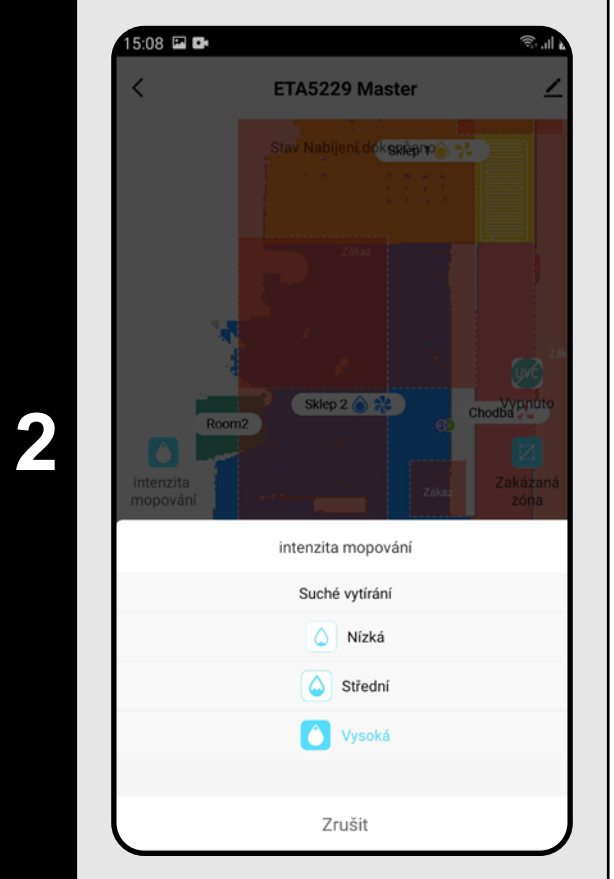 15:08
ETA5229 Master
Stav Nabíjení dokončeno
Sklep 1
Zákaz
Zák
Vypnuto
Sklep 2
Chodba
Room2
intenzita
mopování
Zákaz
Zakázaná
zóna
2
intenzita mopování
Suché vytírání
Nízká
Střední
Vysoká
Zrušit